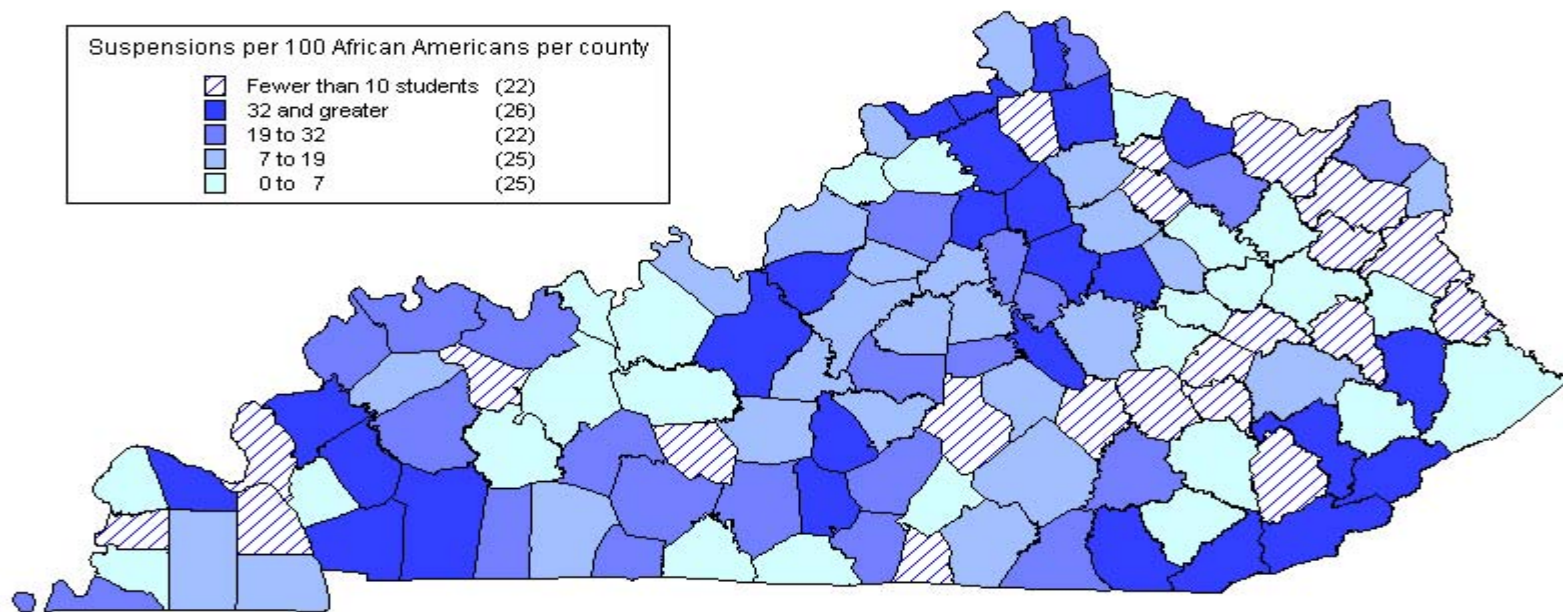 Suspensions per 100 African Americans per county
Fewer than 10 students (22)
32 and greater (26)
19 to 32 (22)
7 to 19 (25)
0 to 7 (25)